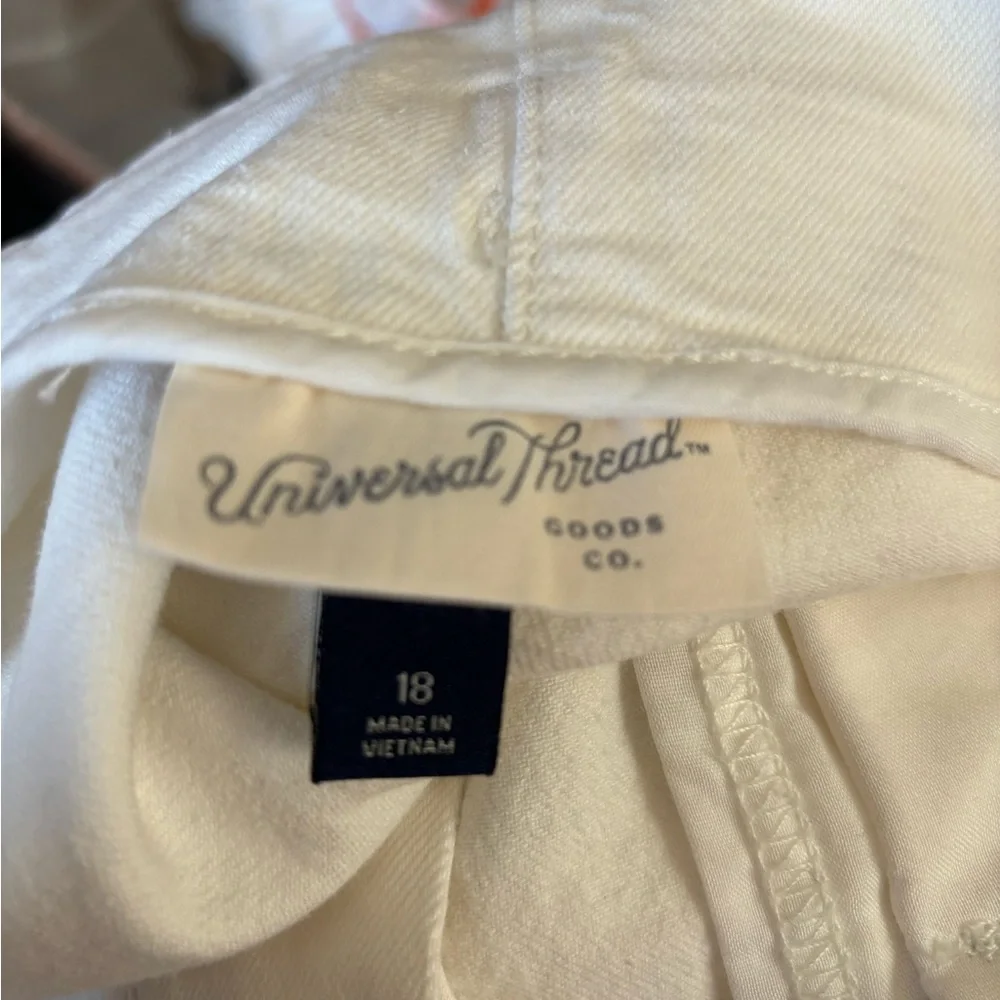 Universal Thread™
GOODS
CO.
18
MADE IN
VIETNAM